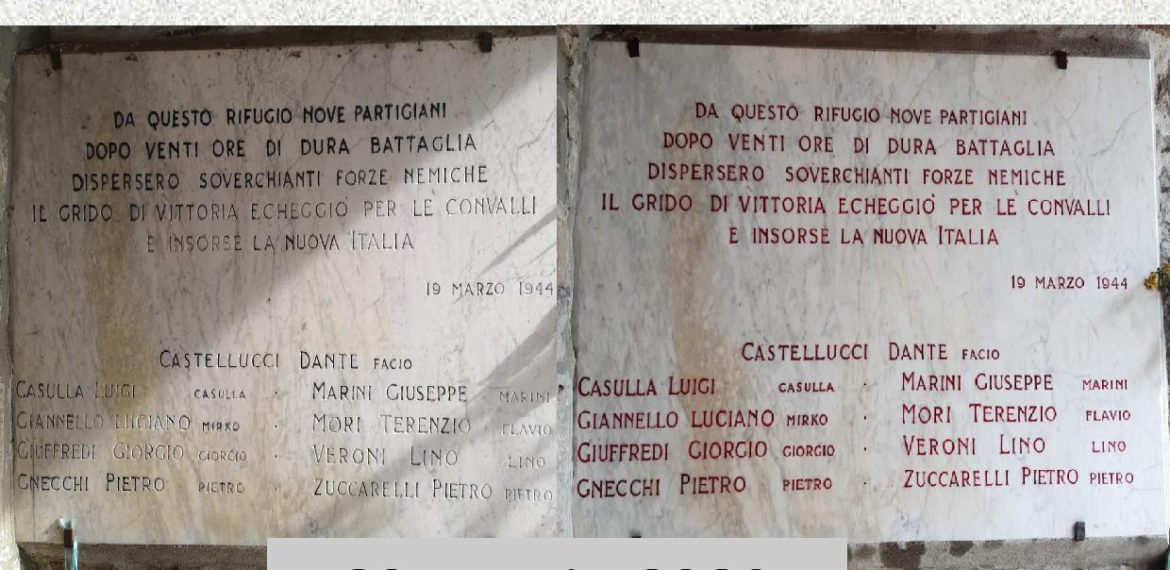 DA QUESTO RIFUGIO NOVE PARTIGIANI
DOPO VENTI ORE DI DURA BATTAGLIA
DISPERSERO SOVERCHIANTI FORZE NEMICHE
IL GRIDO DI VITTORIA ECHEGGIÒ PER LE CONVALLI
E INSORSE LA NUOVA ITALIA
19 MARZO 1944
CASTELLUCCI DANTE FACIO
CASULLA LUIGI CASULLA · MARINI GIUSEPPE MARINI
GIANNELLO LUCIANO MIRKO · MORI TERENZIO FLAVIO
GIUFFREDI GIORGIO GIORGIO · VERONI LINO LINO
GNECCHI PIETRO PIETRO · ZUCCARELLI PIETRO PIETRO
DA QUESTO RIFUGIO NOVE PARTIGIANI
DOPO VENTI ORE DI DURA BATTAGLIA
DISPERSERO SOVERCHIANTI FORZE NEMICHE
IL GRIDO DI VITTORIA ECHEGGIÒ PER LE CONVALLI
E INSORSE LA NUOVA ITALIA
19 MARZO 1944
CASTELLUCCI DANTE FACIO
CASULLA LUIGI CASULLA · MARINI GIUSEPPE MARINI
GIANNELLO LUCIANO MIRKO · MORI TERENZIO FLAVIO
GIUFFREDI GIORGIO GIORGIO · VERONI LINO LINO
GNECCHI PIETRO PIETRO · ZUCCARELLI PIETRO PIETRO